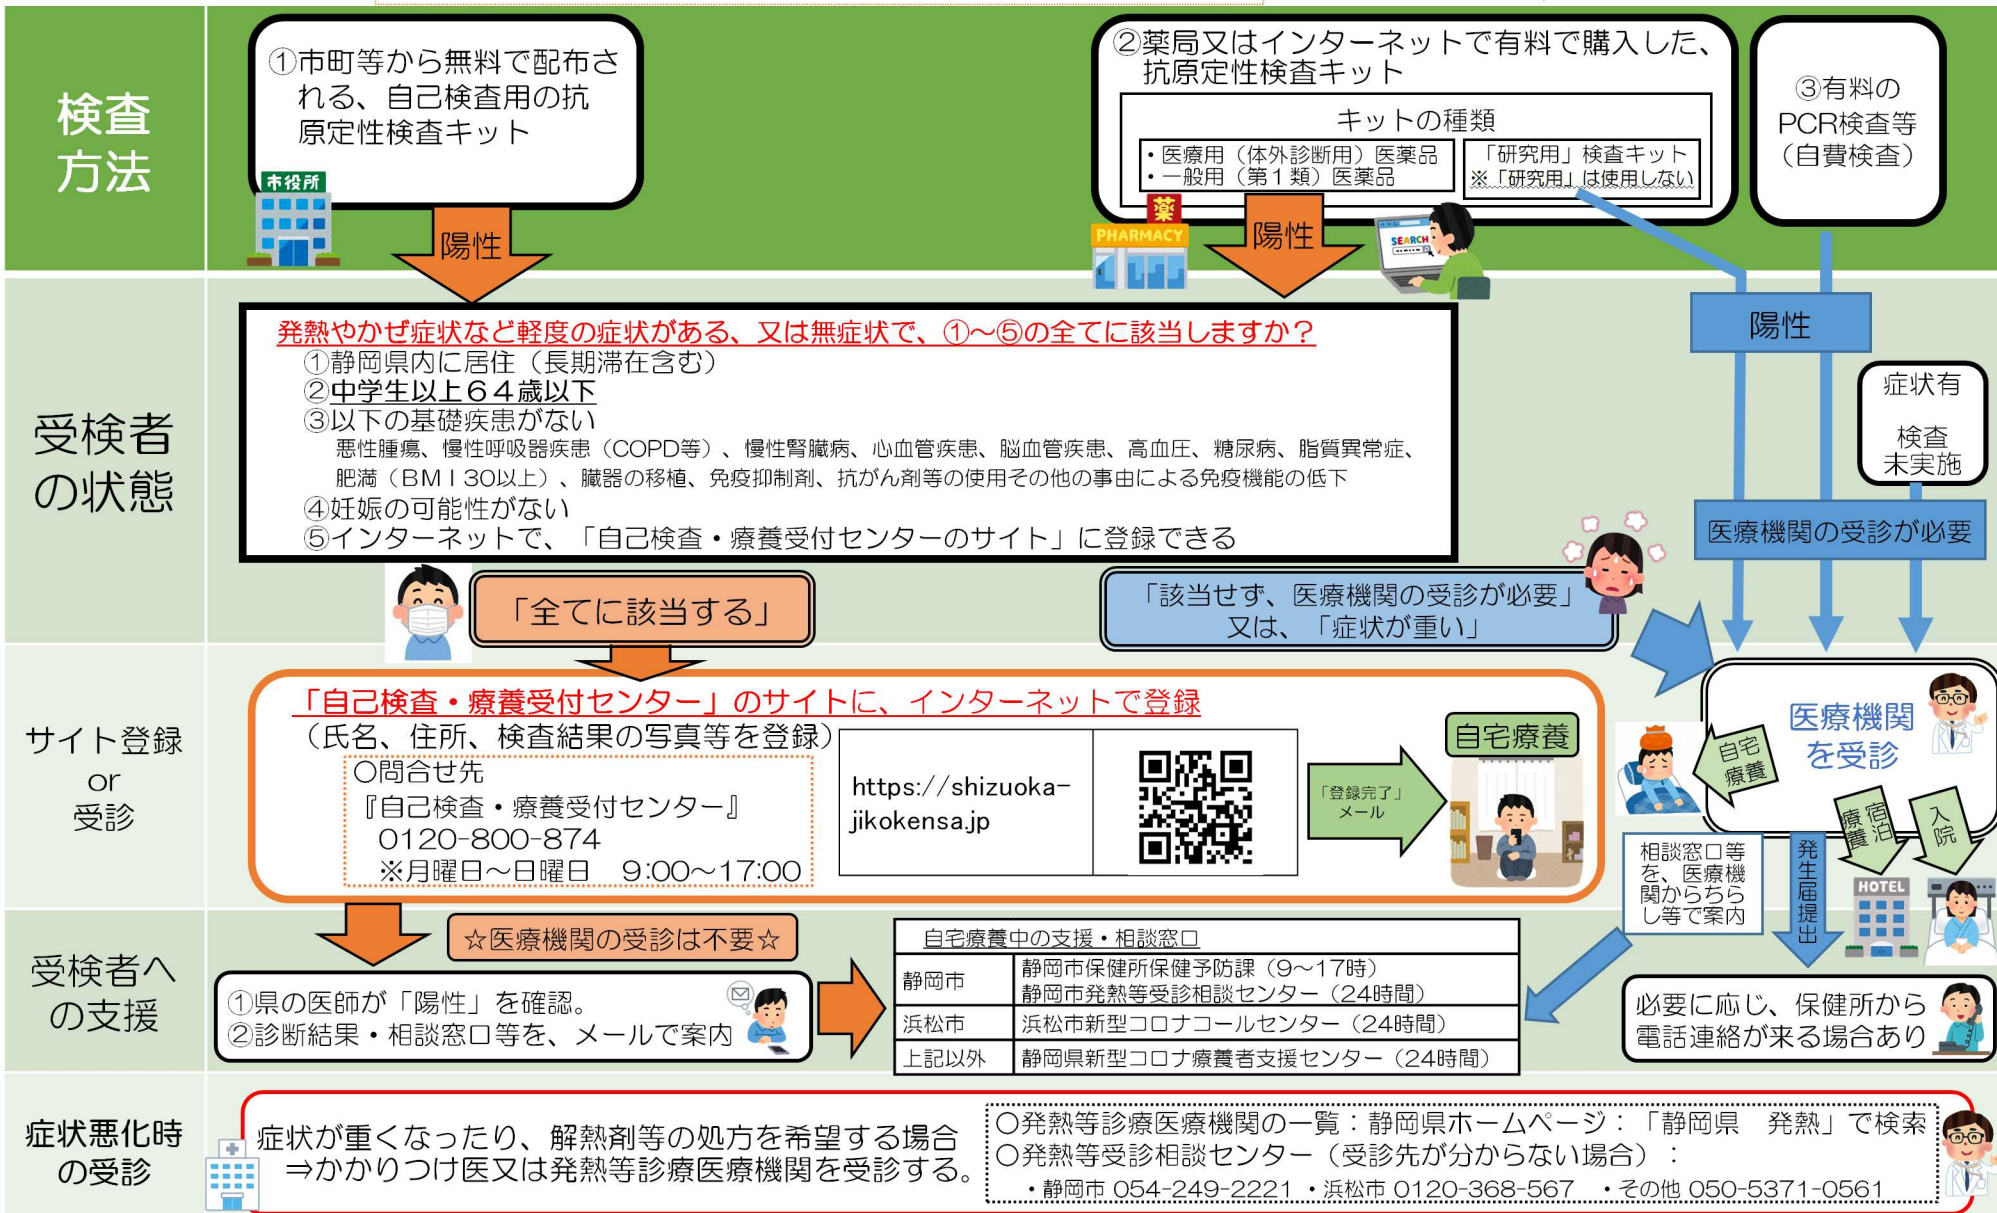 検査
方法
①市町等から無料で配布さ
れる、自己検査用の抗
原定性検査キット
市役所
陽性
②薬局又はインターネットで有料で購入した、
抗原定性検査キット
キットの種類
・医療用（体外診断用）医薬品
・一般用（第1類）医薬品
「研究用」検査キット
※「研究用」は使用しない
薬
PHARMACY
陽性
SEARCH
③有料の
PCR検査等
（自費検査）
陽性
受検者
の状態
発熱やかぜ症状など軽度の症状がある、又は無症状で、①～⑤の全てに該当しますか？
①静岡県内に居住（長期滞在含む）
②中学生以上６４歳以下
③以下の基礎疾患がない
悪性腫瘍、慢性呼吸器疾患（COPD等）、慢性腎臓病、心血管疾患、脳血管疾患、高血圧、糖尿病、脂質異常症、
肥満（BMI30以上）、臓器の移植、免疫抑制剤、抗がん剤等の使用その他の事由による免疫機能の低下
④妊娠の可能性がない
⑤インターネットで、「自己検査・療養受付センターのサイト」に登録できる
症状有
検査
未実施
医療機関の受診が必要
「全てに該当する」
「該当せず、医療機関の受診が必要」
又は、「症状が重い」
サイト登録
or
受診
「自己検査・療養受付センター」のサイトに、インターネットで登録
（氏名、住所、検査結果の写真等を登録）
○問合せ先
『自己検査・療養受付センター』
0120-800-874
※月曜日～日曜日　9:00～17:00
https://shizuoka-
jikokensa.jp
「登録完了」
メール
自宅療養
医療機関
を受診
自宅
療養
宿泊
療養
入院
HOTEL
相談窓口等
を、医療機
関からちら
し等で案内
発生届提出
受検者へ
の支援
☆医療機関の受診は不要☆
①県の医師が「陽性」を確認。
②診断結果・相談窓口等を、メールで案内
自宅療養中の支援・相談窓口
静岡市
静岡市保健所保健予防課（9～17時）
静岡市発熱等受診相談センター（24時間）
浜松市
浜松市新型コロナコールセンター（24時間）
上記以外
静岡県新型コロナ療養者支援センター（24時間）
必要に応じ、保健所から
電話連絡が来る場合あり
症状悪化時
の受診
症状が重くなったり、解熱剤等の処方を希望する場合
⇒かかりつけ医又は発熱等診療医療機関を受診する。
○発熱等診療医療機関の一覧：静岡県ホームページ：「静岡県　発熱」で検索
○発熱等受診相談センター（受診先が分からない場合）：
・静岡市 054-249-2221 ・浜松市 0120-368-567 ・その他 050-5371-0561